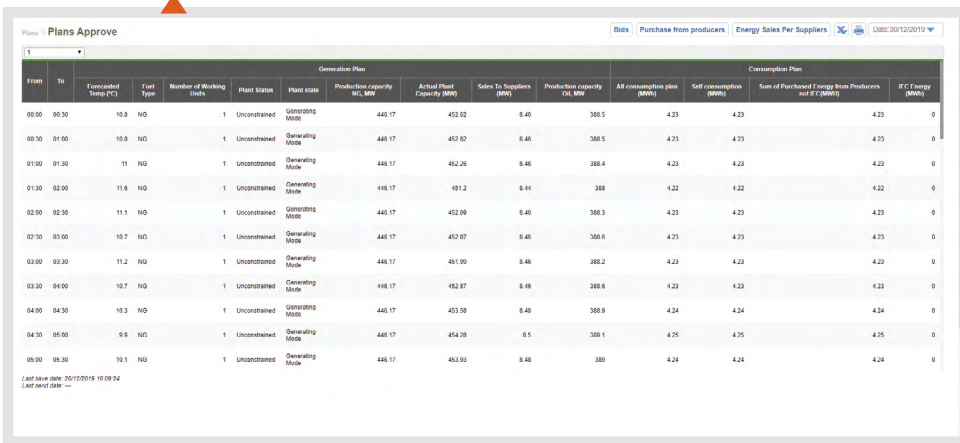 Plans \\ Plans Approve Bids Purchase from producers Energy Sales Per Suppliers Date:30/12/2019
1
Generation Plan Consumption Plan
From To Forecasted Temp (°C) Fuel Type Number of Working Units Plant Status Plant state Production capacity NG, MW Actual Plant Capacity (MW) Sales To Suppliers (MW) Production capacity Oil, MW All consumption plan (MWh) Self consumption (MWh) Sum of Purchased Energy from Producers not IEC(MWH) IEC Energy (MWh)
00:00 00:30 10.8 NG 1 Unconstrained Generating Mode 446.17 452.62 8.46 388.5 4.23 4.23 4.23 0
00:30 01:00 10.8 NG 1 Unconstrained Generating Mode 446.17 452.62 8.46 388.5 4.23 4.23 4.23 0
01:00 01:30 11 NG 1 Unconstrained Generating Mode 446.17 452.26 8.46 388.4 4.23 4.23 4.23 0
01:30 02:00 11.6 NG 1 Unconstrained Generating Mode 446.17 451.2 8.44 388 4.22 4.22 4.22 0
02:00 02:30 11.1 NG 1 Unconstrained Generating Mode 446.17 452.09 8.46 388.3 4.23 4.23 4.23 0
02:30 03:00 10.7 NG 1 Unconstrained Generating Mode 446.17 452.87 8.46 388.6 4.23 4.23 4.23 0
03:00 03:30 11.2 NG 1 Unconstrained Generating Mode 446.17 451.99 8.46 388.2 4.23 4.23 4.23 0
03:30 04:00 10.7 NG 1 Unconstrained Generating Mode 446.17 452.87 8.46 388.6 4.23 4.23 4.23 0
04:00 04:30 10.3 NG 1 Unconstrained Generating Mode 446.17 453.58 8.48 388.9 4.24 4.24 4.24 0
04:30 05:00 9.9 NG 1 Unconstrained Generating Mode 446.17 454.28 8.5 389.1 4.25 4.25 4.25 0
05:00 05:30 10.1 NG 1 Unconstrained Generating Mode 446.17 453.93 8.48 389 4.24 4.24 4.24 0
Last save date: 26/12/2019 16:09:24
Last send date: ---